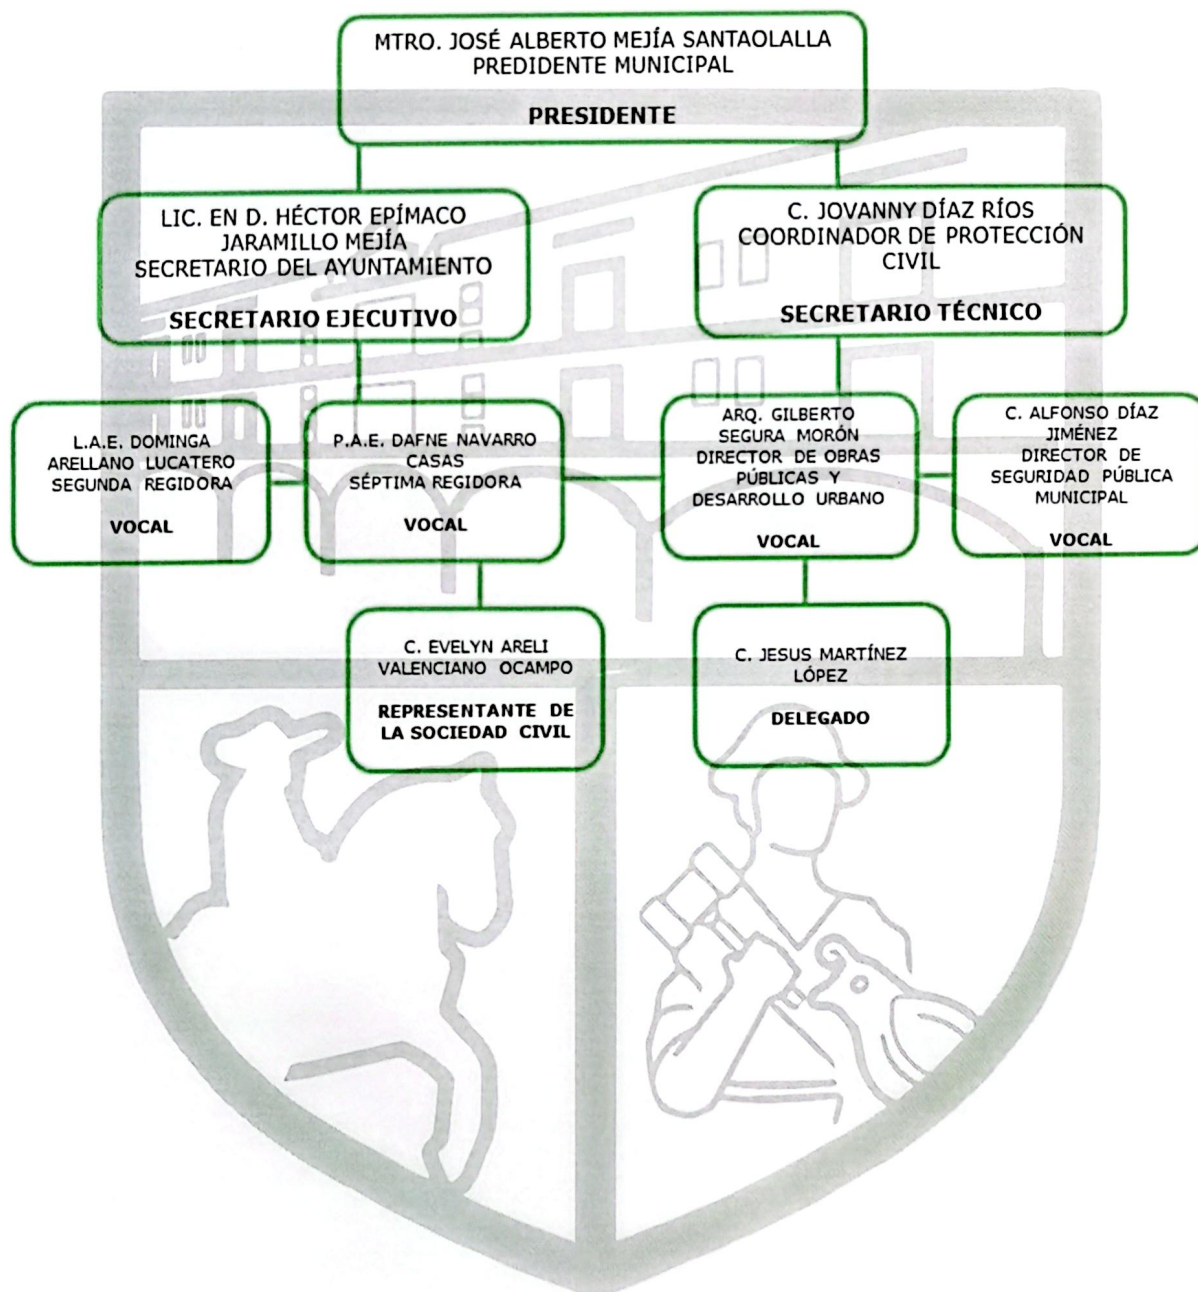 MTRO. JOSÉ ALBERTO MEJÍA SANTAOLALLA
PREDIDENTE MUNICIPAL
PRESIDENTE
LIC. EN D. HÉCTOR EPÍMACO
JARAMILLO MEJÍA
SECRETARIO DEL AYUNTAMIENTO
SECRETARIO EJECUTIVO
C. JOVANNY DÍAZ RÍOS
COORDINADOR DE PROTECCIÓN
CIVIL
SECRETARIO TÉCNICO
L.A.E. DOMINGA
ARELLANO LUCATERO
SEGUNDA REGIDORA
VOCAL
P.A.E. DAFNE NAVARRO
CASAS
SÉPTIMA REGIDORA
VOCAL
ARQ. GILBERTO
SEGURA MORÓN
DIRECTOR DE OBRAS
PÚBLICAS Y
DESARROLLO URBANO
VOCAL
C. ALFONSO DÍAZ
JIMÉNEZ
DIRECTOR DE
SEGURIDAD PÚBLICA
MUNICIPAL
VOCAL
C. EVELYN ARELI
VALENCIANO OCAMPO
REPRESENTANTE DE
LA SOCIEDAD CIVIL
C. JESUS MARTÍNEZ
LÓPEZ
DELEGADO